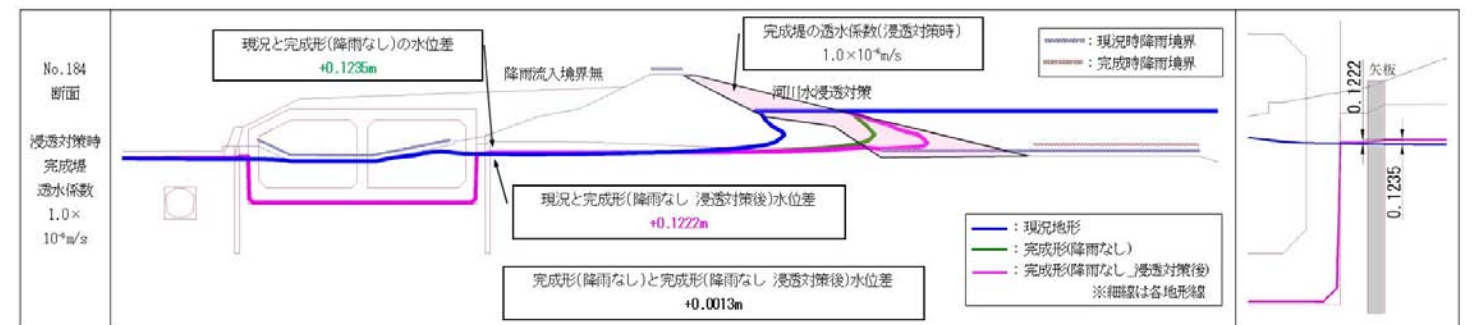 No.184
断面
浸透対策時
完成堤
透水係数
1.0×
10⁻⁶m/s
現況と完成形(降雨なし)の水位差
+0.1235m
降雨流入境界無
完成堤の透水係数(浸透対策時)
1.0×10⁻⁶m/s
河川水浸透対策
:現況時降雨境界
:完成時降雨境界
現況と完成形(降雨なし 浸透対策後)水位差
+0.1222m
完成形(降雨なし)と完成形(降雨なし 浸透対策後)水位差
+0.0013m
:現況地形
:完成形(降雨なし)
:完成形(降雨なし_浸透対策後)
※細線は各地形線
0.1222
矢板
0.1235